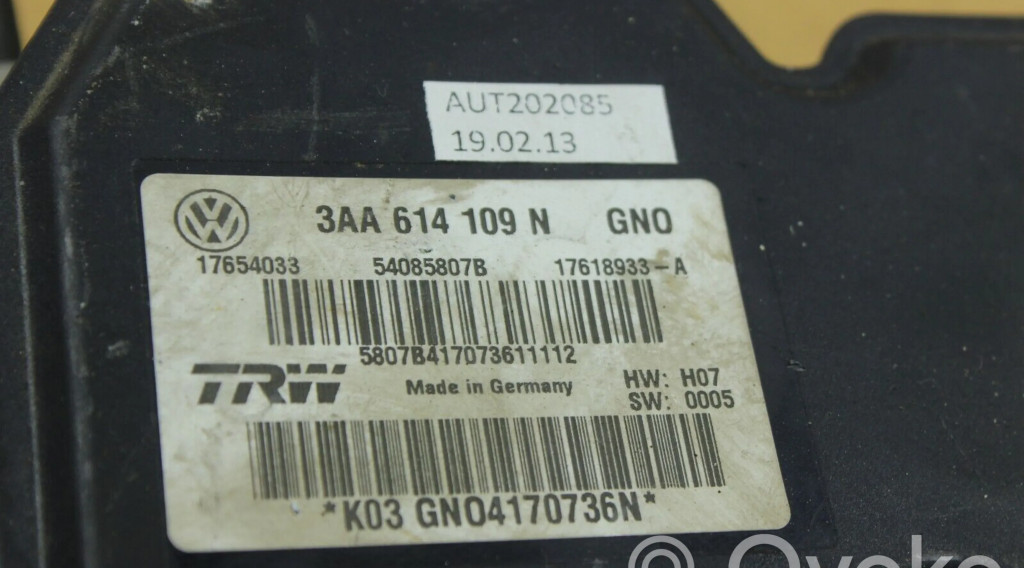 AUT202085
19.02.13
3AA 614 109 N GNO
17654033 54085807B 17618933-A
5807B417073611112
TRW Made in Germany HW: H07
SW: 0005
*K03 GNO4170736N*